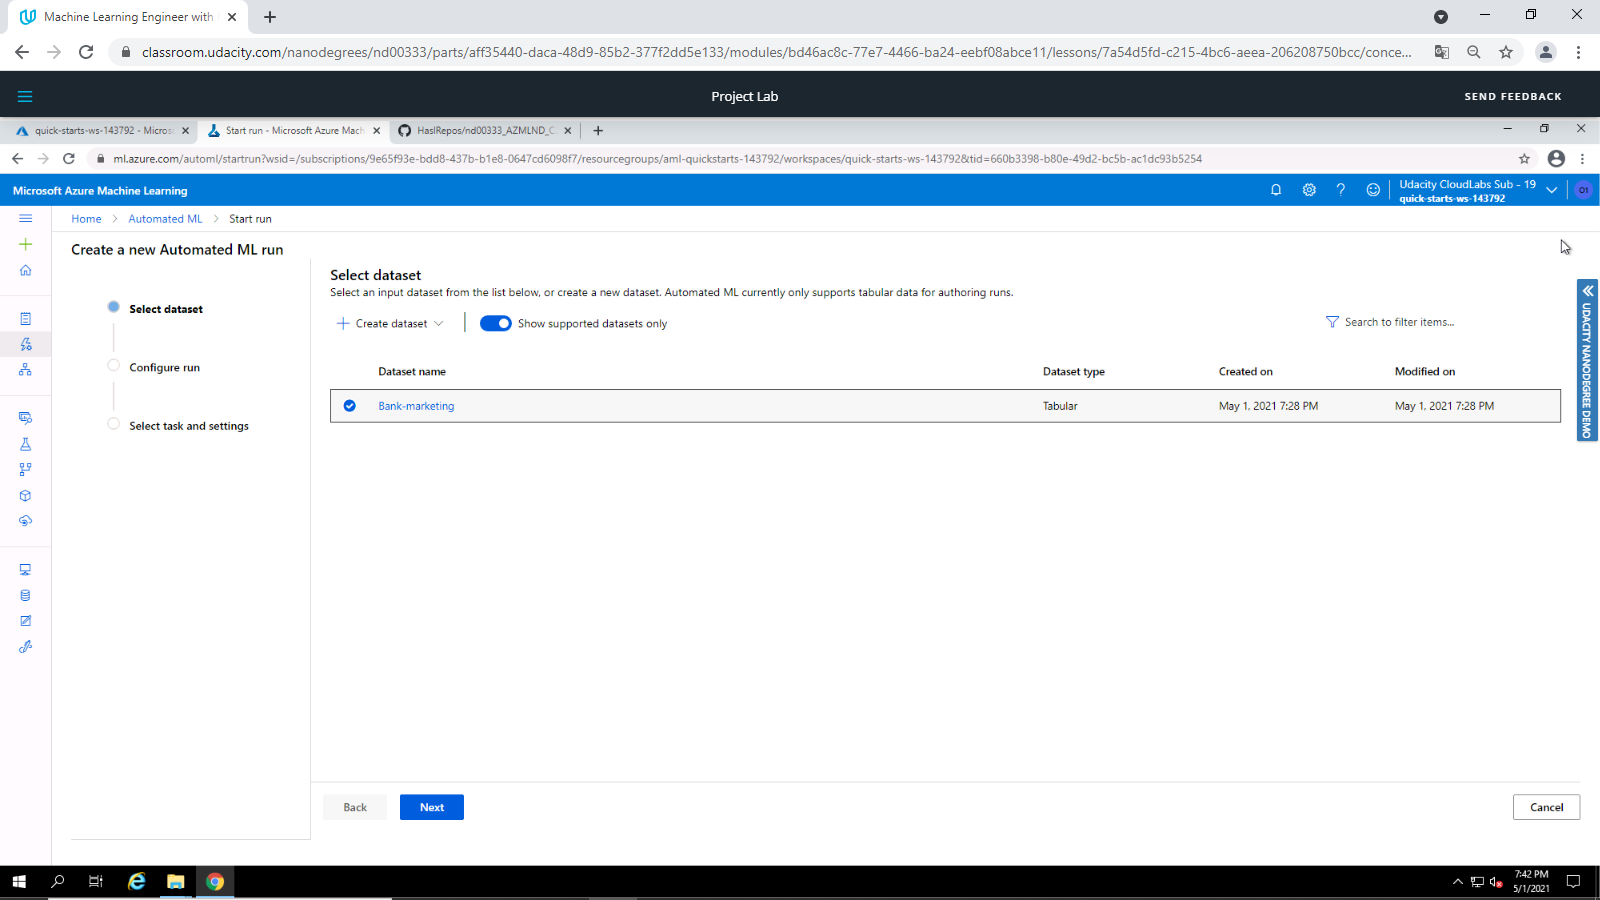 Machine Learning Engineer with
classroom.udacity.com/nanodegrees/nd00333/parts/aff35440-daca-48d9-85b2-377f2dd5e133/modules/bd46ac8c-77e7-4466-ba24-eebf08abce11/lessons/7a54d5fd-c215-4bc6-aeea-206208750bcc/conce...
Project Lab
SEND FEEDBACK
quick-starts-ws-143792 - Micros
Start run - Microsoft Azure Mach
HaslRepos/nd00333_AZMLND_C
ml.azure.com/automl/startrun?wsid=/subscriptions/9e65f93e-bdd8-437b-b1e8-0647cd6098f7/resourcegroups/aml-quickstarts-143792/workspaces/quick-starts-ws-143792&tid=660b3398-b80e-49d2-bc5b-ac1dc93b5254
Microsoft Azure Machine Learning
Udacity CloudLabs Sub - 19
quick-starts-ws-143792
O1
Home > Automated ML > Start run
Create a new Automated ML run
Select dataset
Configure run
Select task and settings
Select dataset
Select an input dataset from the list below, or create a new dataset. Automated ML currently only supports tabular data for authoring runs.
Create dataset
Show supported datasets only
Search to filter items...
Dataset name Dataset type Created on Modified on
Bank-marketing Tabular May 1, 2021 7:28 PM May 1, 2021 7:28 PM
UDACITY NANODEGREE DEMO
Back
Next
Cancel
7:42 PM
5/1/2021